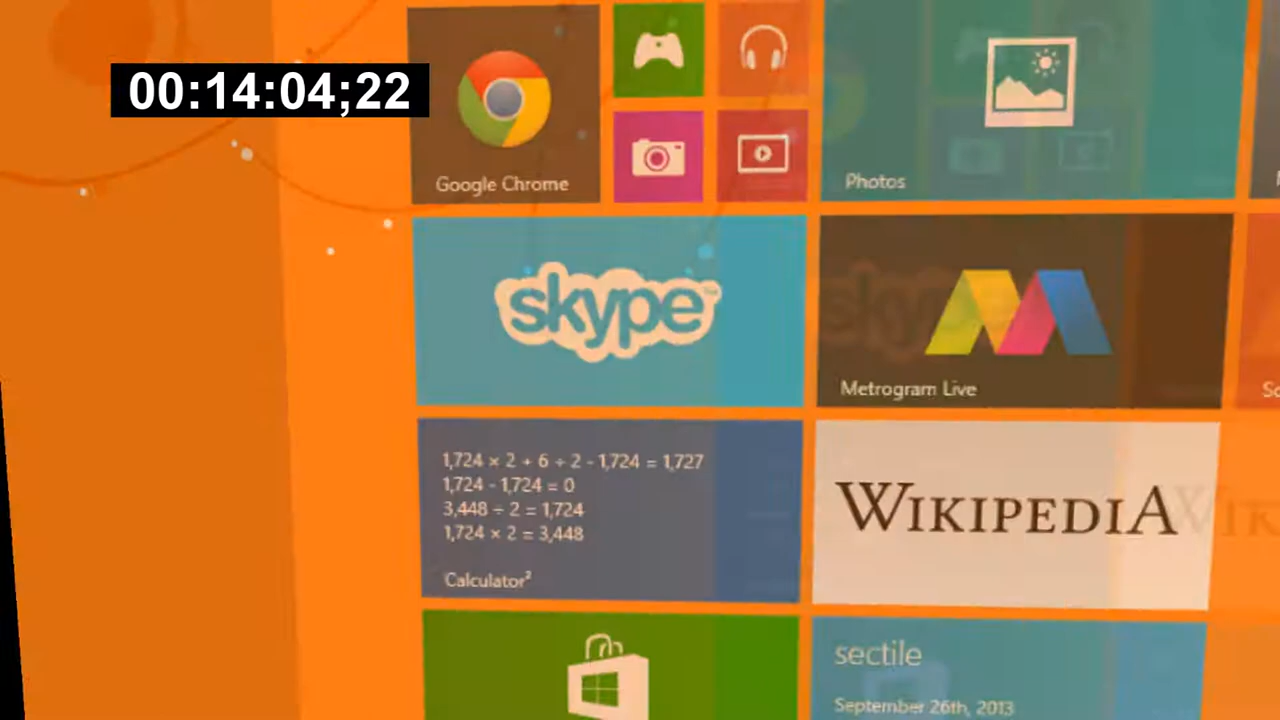 00:14:04;22
Google Chrome
Photos
skype
Metrogram Live
1,724 × 2 + 6 ÷ 2 - 1,724 = 1,727
1,724 - 1,724 = 0
3,448 ÷ 2 = 1,724
1,724 × 2 = 3,448
Calculator²
WIKIPEDIA
sectile
September 26th, 2013